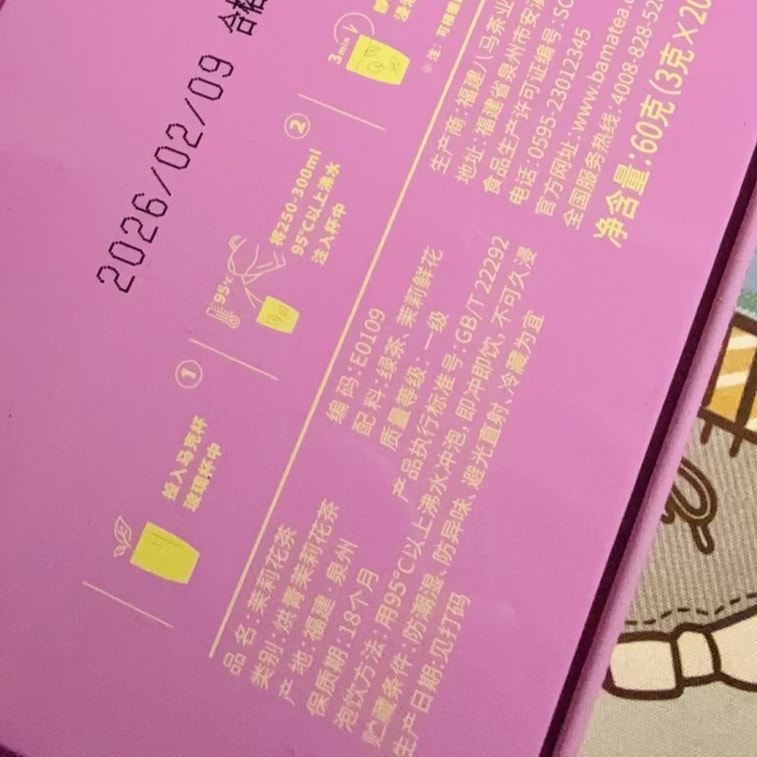 2026/02/09 合格
①
投入马克杯
玻璃杯中
②
95℃
将250-300ml
95℃以上沸水
注入杯中
3min
品 名:茉莉花茶
类别:烘青茉莉花茶
产 地:福建·泉州
保质期:18个月
泡饮方法:用95°C以上沸水冲泡,即冲即饮,不可久浸
贮藏条件:防潮湿、防异味、避光直射、冷藏为宜
生产日期:见打码
编 码:E0109
配 料:绿茶、茉莉鲜花
质量等级:一级
产品执行标准号:GB/T 22292
生产商:福建八马茶业
地址:福建省泉州市安溪
食品生产许可证编号:SC
电话:0595-23012345
官方网址:www.bamatea.c
全国服务热线:4008-828-52
净含量:60克(3克×20